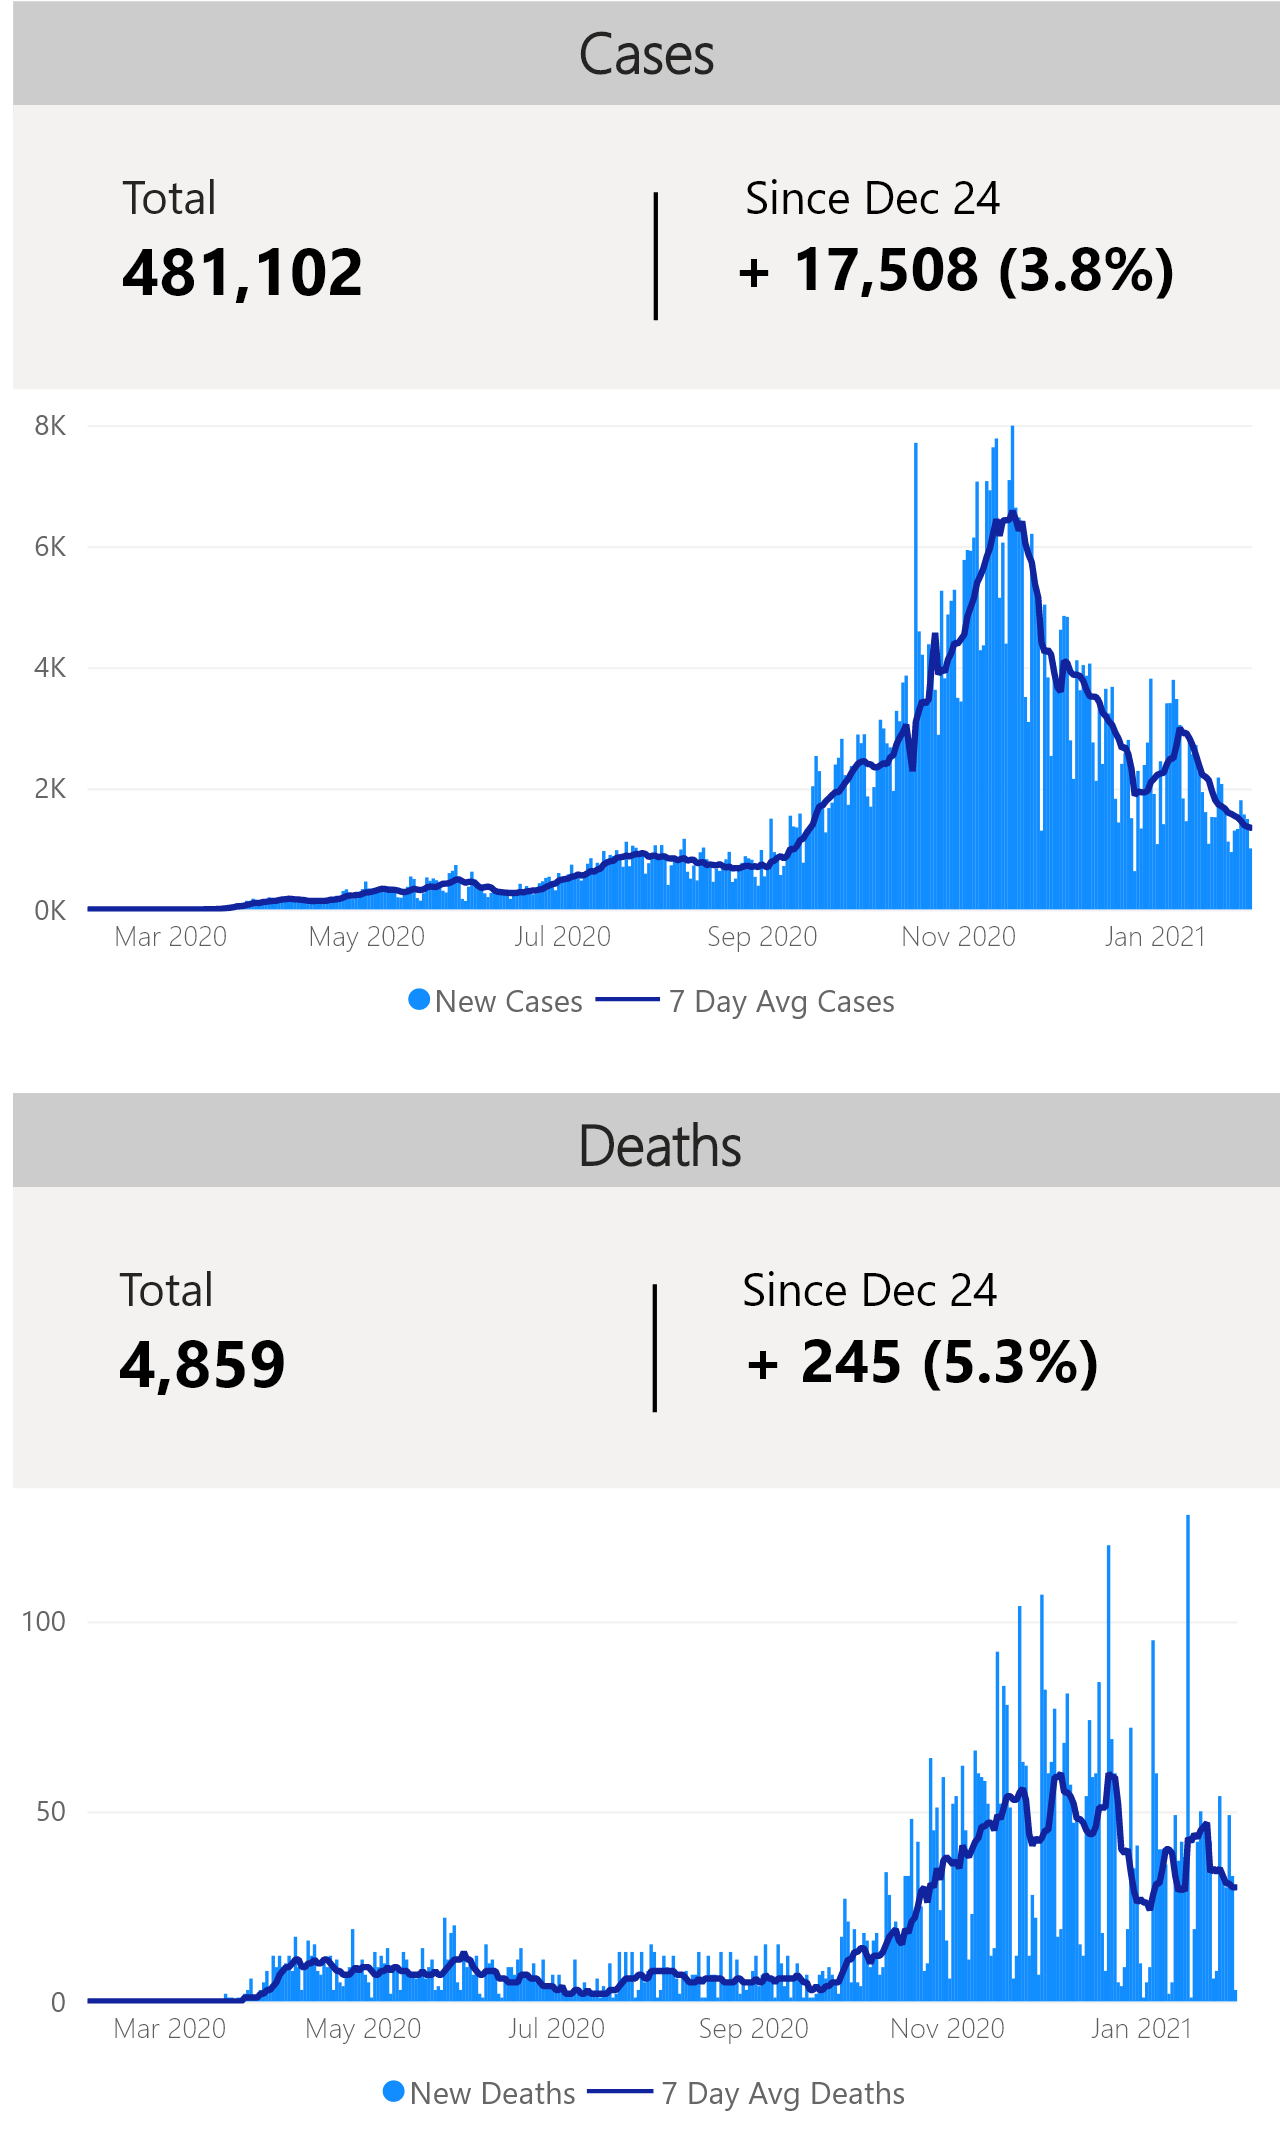 Cases
Total
Since Dec 24
481,102
+ 17,508 (3.8%)
8K
6K
4K
2K
0K
Mar 2020 May 2020 Jul 2020 Sep 2020 Nov 2020 Jan 2021
New Cases 7 Day Avg Cases
Deaths
Total
Since Dec 24
4,859
+ 245 (5.3%)
100
50
0
Mar 2020 May 2020 Jul 2020 Sep 2020 Nov 2020 Jan 2021
New Deaths 7 Day Avg Deaths